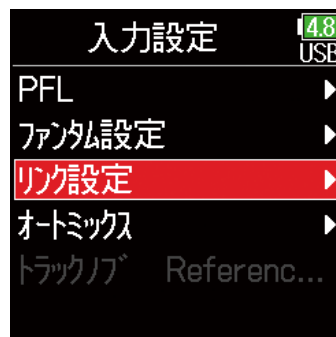 入力設定
4.8
USB
PFL
ファンタム設定
リンク設定
オートミックス
トラックノブ Referenc...